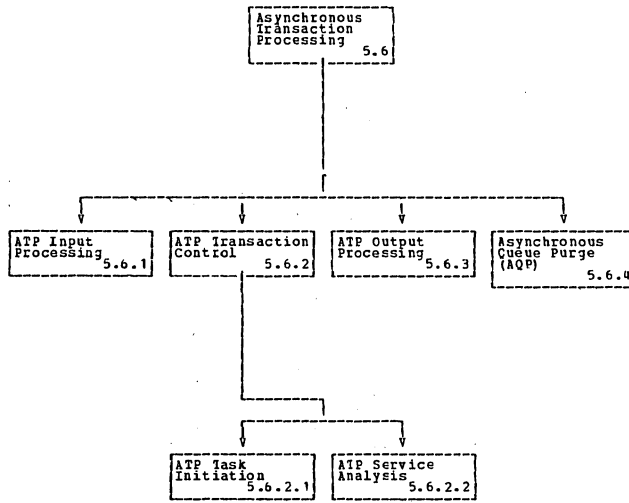 Asynchronous
Transaction
Processing
5.6
ATP Input
Processing
5.6.1
ATP Transaction
Control
5.6.2
ATP Output
Processing
5.6.3
Asynchronous
Queue Purge
(AQP)
5.6.4
ATP Task
Initiation
5.6.2.1
ATP Service
Analysis
5.6.2.2